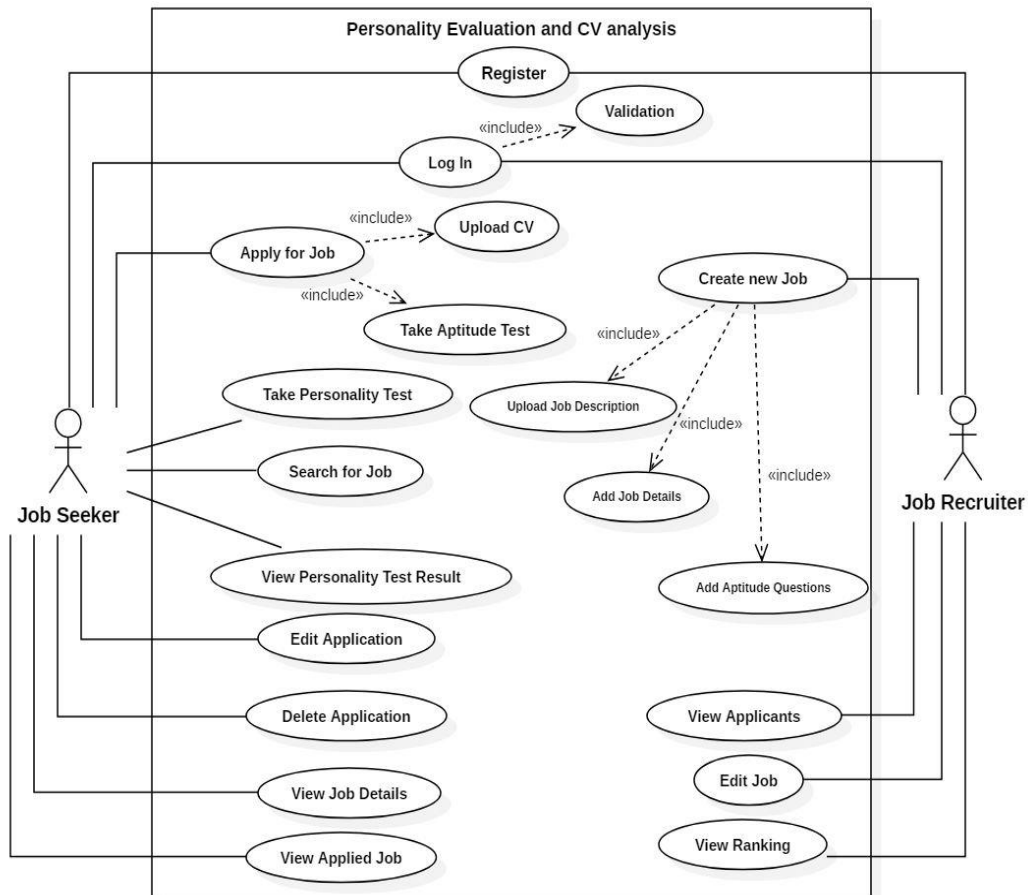 Personality Evaluation and CV analysis
Register
Validation
«include»
Log In
«include»
Upload CV
Apply for Job
Create new Job
«include»
Take Aptitude Test
«include»
Take Personality Test
Upload Job Description
«include»
Search for Job
«include»
Add Job Details
Job Seeker
Job Recruiter
View Personality Test Result
Add Aptitude Questions
Edit Application
Delete Application
View Applicants
Edit Job
View Job Details
View Ranking
View Applied Job